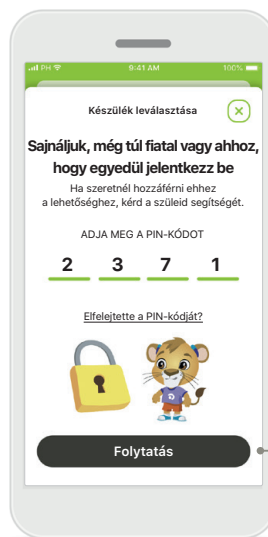 PH 9:41 AM 100%
Készülék leválasztása
Sajnáljuk, még túl fiatal vagy ahhoz,
hogy egyedül jelentkezz be
Ha szeretnél hozzáférni ehhez
a lehetőséghez, kérd a szüleid segítségét.
ADJA MEG A PIN-KÓDOT
2 3 7 1
Elfelejtette a PIN-kódját?
Folytatás